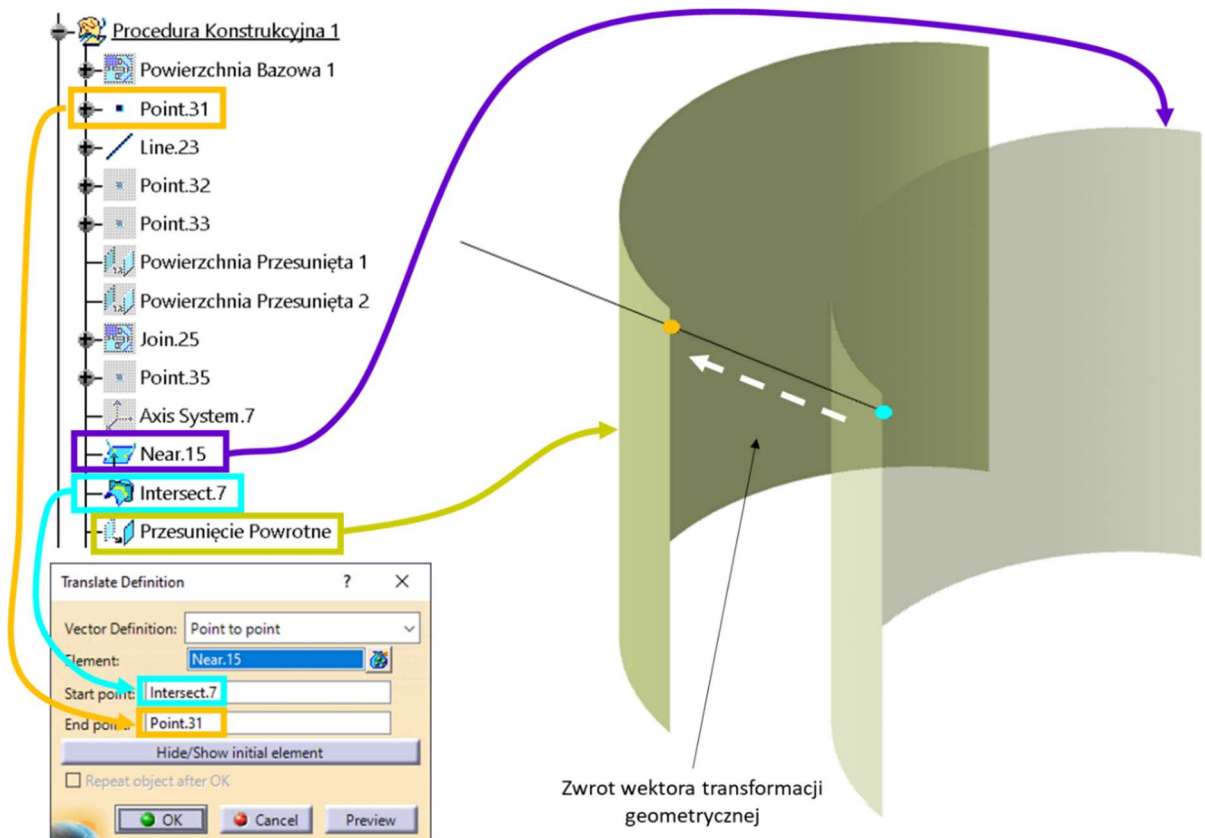 Procedura Konstrukcyjna 1
Powierzchnia Bazowa 1
Point.31
Line.23
Point.32
Point.33
Powierzchnia Przesunięta 1
Powierzchnia Przesunięta 2
Join.25
Point.35
Axis System.7
Near.15
Intersect.7
Przesunięcie Powrotne
Translate Definition ? ×
Vector Definition: Point to point
Element: Near.15
Start point: Intersect.7
End point: Point.31
Hide/Show initial element
Repeat object after OK
OK Cancel Preview
Zwrot wektora transformacji
geometrycznej